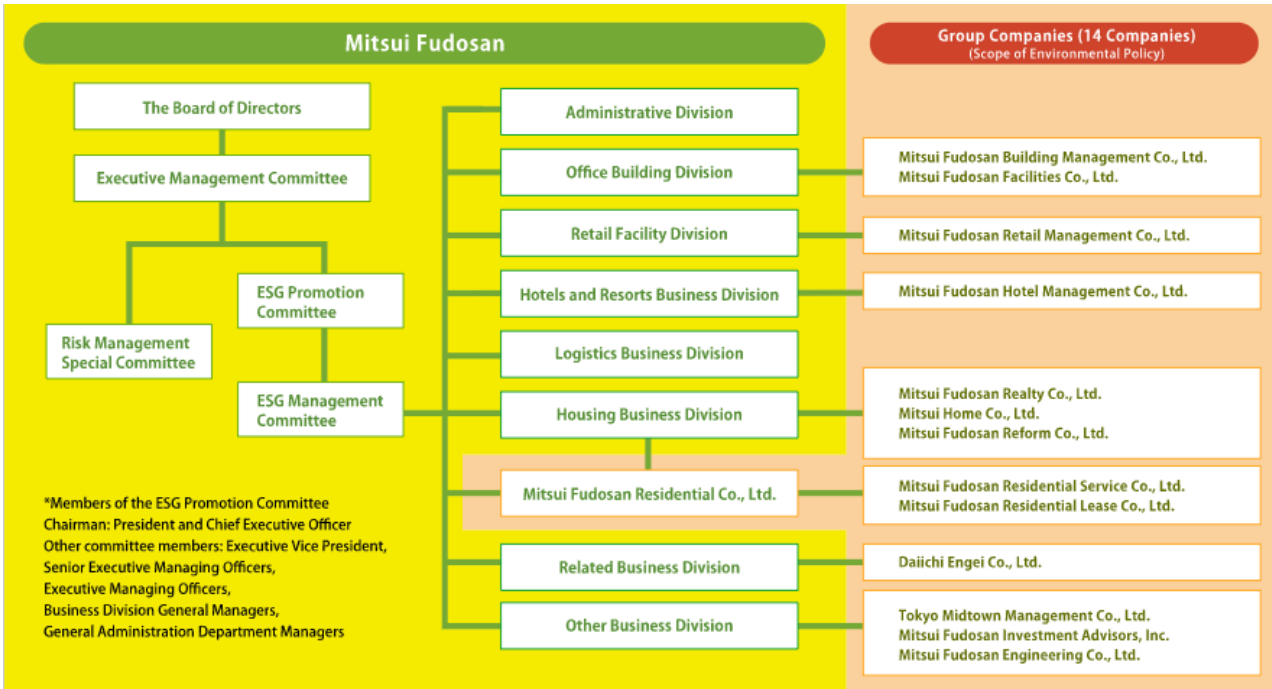 Mitsui Fudosan
Group Companies (14 Companies)
(Scope of Environmental Policy)
The Board of Directors
Executive Management Committee
ESG Promotion
Committee
Risk Management
Special Committee
ESG Management
Committee
*Members of the ESG Promotion Committee
Chairman: President and Chief Executive Officer
Other committee members: Executive Vice President,
Senior Executive Managing Officers,
Executive Managing Officers,
Business Division General Managers,
General Administration Department Managers
Administrative Division
Office Building Division
Retail Facility Division
Hotels and Resorts Business Division
Logistics Business Division
Housing Business Division
Mitsui Fudosan Residential Co., Ltd.
Related Business Division
Other Business Division
Mitsui Fudosan Building Management Co., Ltd.
Mitsui Fudosan Facilities Co., Ltd.
Mitsui Fudosan Retail Management Co., Ltd.
Mitsui Fudosan Hotel Management Co., Ltd.
Mitsui Fudosan Realty Co., Ltd.
Mitsui Home Co., Ltd.
Mitsui Fudosan Reform Co., Ltd.
Mitsui Fudosan Residential Service Co., Ltd.
Mitsui Fudosan Residential Lease Co., Ltd.
Daiichi Engei Co., Ltd.
Tokyo Midtown Management Co., Ltd.
Mitsui Fudosan Investment Advisors, Inc.
Mitsui Fudosan Engineering Co., Ltd.